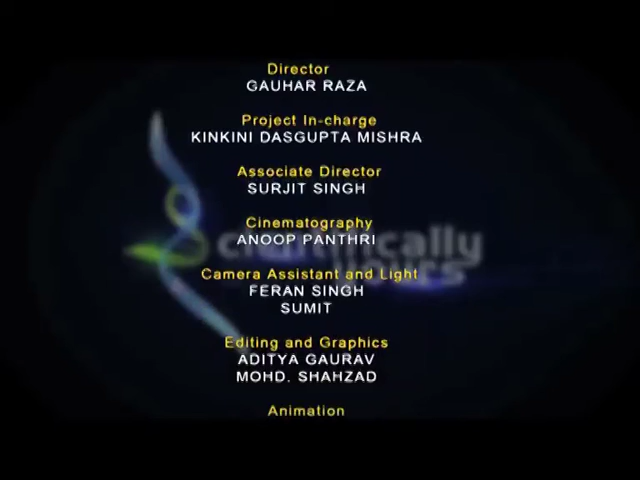 Director
GAUHAR RAZA
Project In-charge
KINKINI DASGUPTA MISHRA
Associate Director
SURJIT SINGH
Cinematography
ANOOP PANTHRI
Camera Assistant and Light
FERAN SINGH
SUMIT
Editing and Graphics
ADITYA GAURAV
MOHD. SHAHZAD
Animation